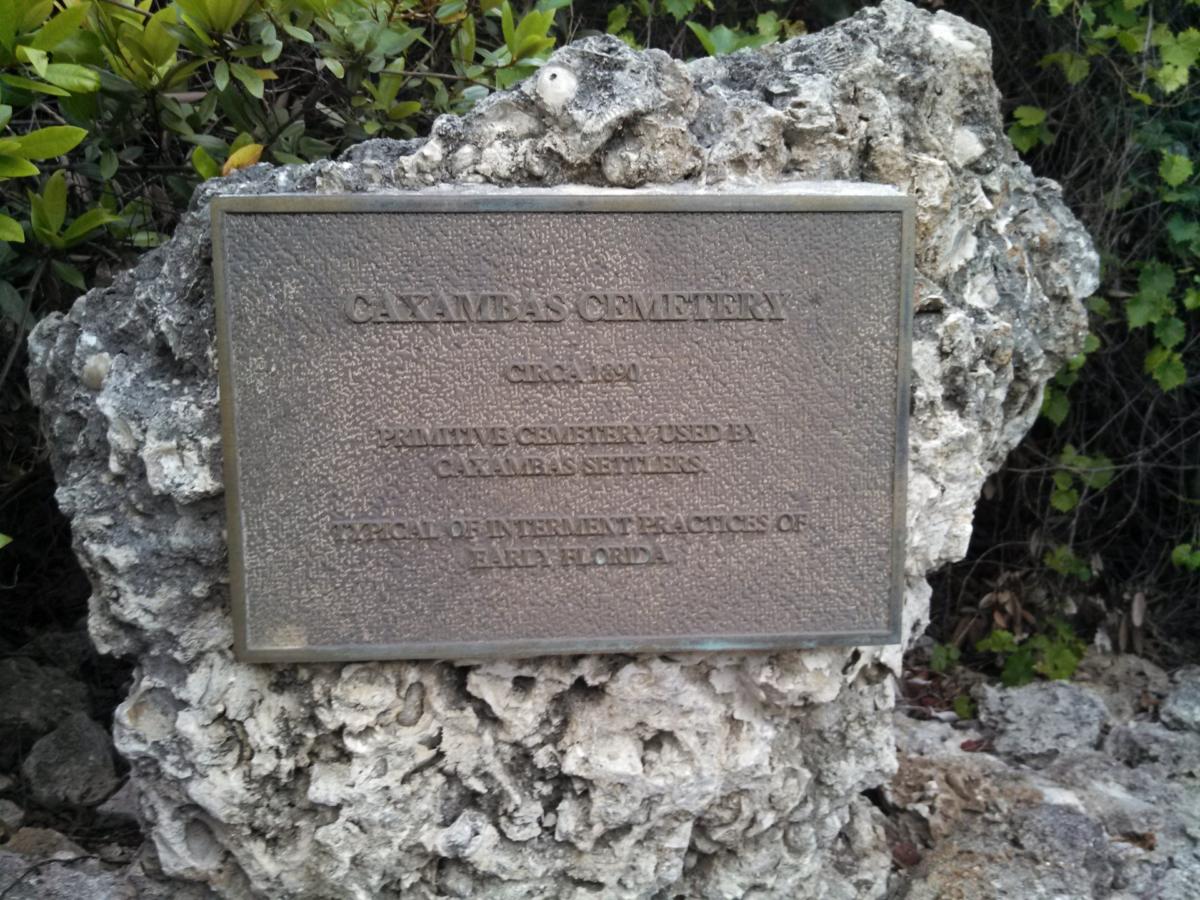 CAXAMBAS CEMETERY
CIRCA 1890
PRIMITIVE CEMETERY USED BY
CAXAMBAS SETTLERS.
TYPICAL OF INTERMENT PRACTICES OF
EARLY FLORIDA.